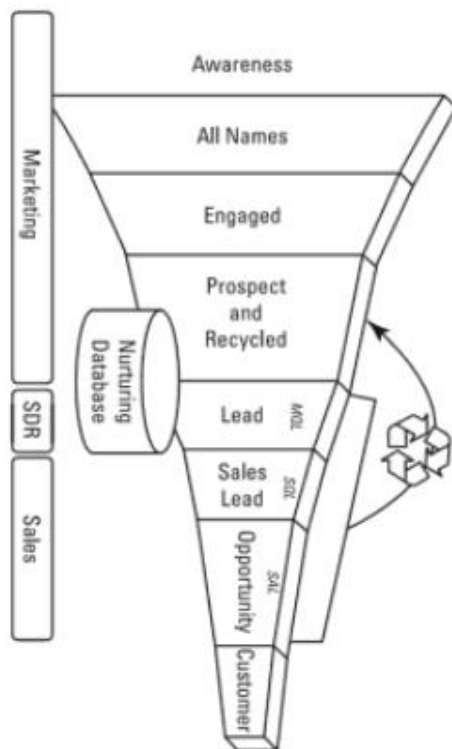 Awareness
All Names
Engaged
Prospect
and
Recycled
Lead
MQL
Sales
Lead
SQL
Opportunity
SAL
Customer
Nurturing
Database
Marketing
SDR
Sales